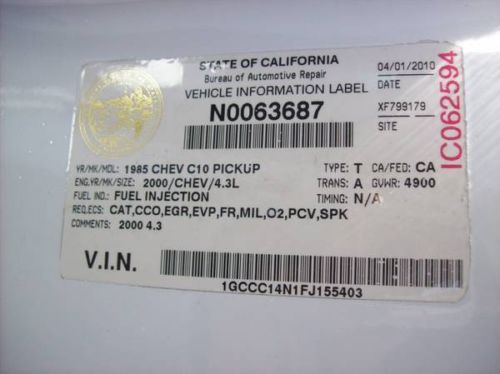 STATE OF CALIFORNIA
Bureau of Automotive Repair
VEHICLE INFORMATION LABEL
N0063687
04/01/2010
DATE
XF799179
SITE
IC062594
YR/MK/MDL: 1985 CHEV C10 PICKUP TYPE: T CA/FED: CA
ENG.YR/MK/SIZE: 2000/CHEV/4.3L TRANS: A GVWR: 4900
FUEL IND.: FUEL INJECTION TIMING: N/A
REQ.ECS: CAT,CCO,EGR,EVP,FR,MIL,O2,PCV,SPK
COMMENTS: 2000 4.3
V.I.N.
1GCCC14N1FJ155403